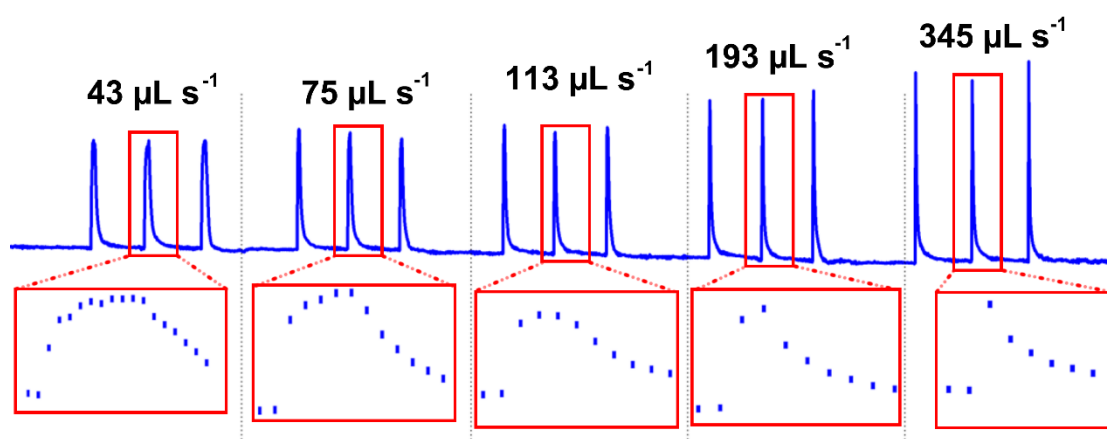 43 µL s⁻¹
75 µL s⁻¹
113 µL s⁻¹
193 µL s⁻¹
345 µL s⁻¹